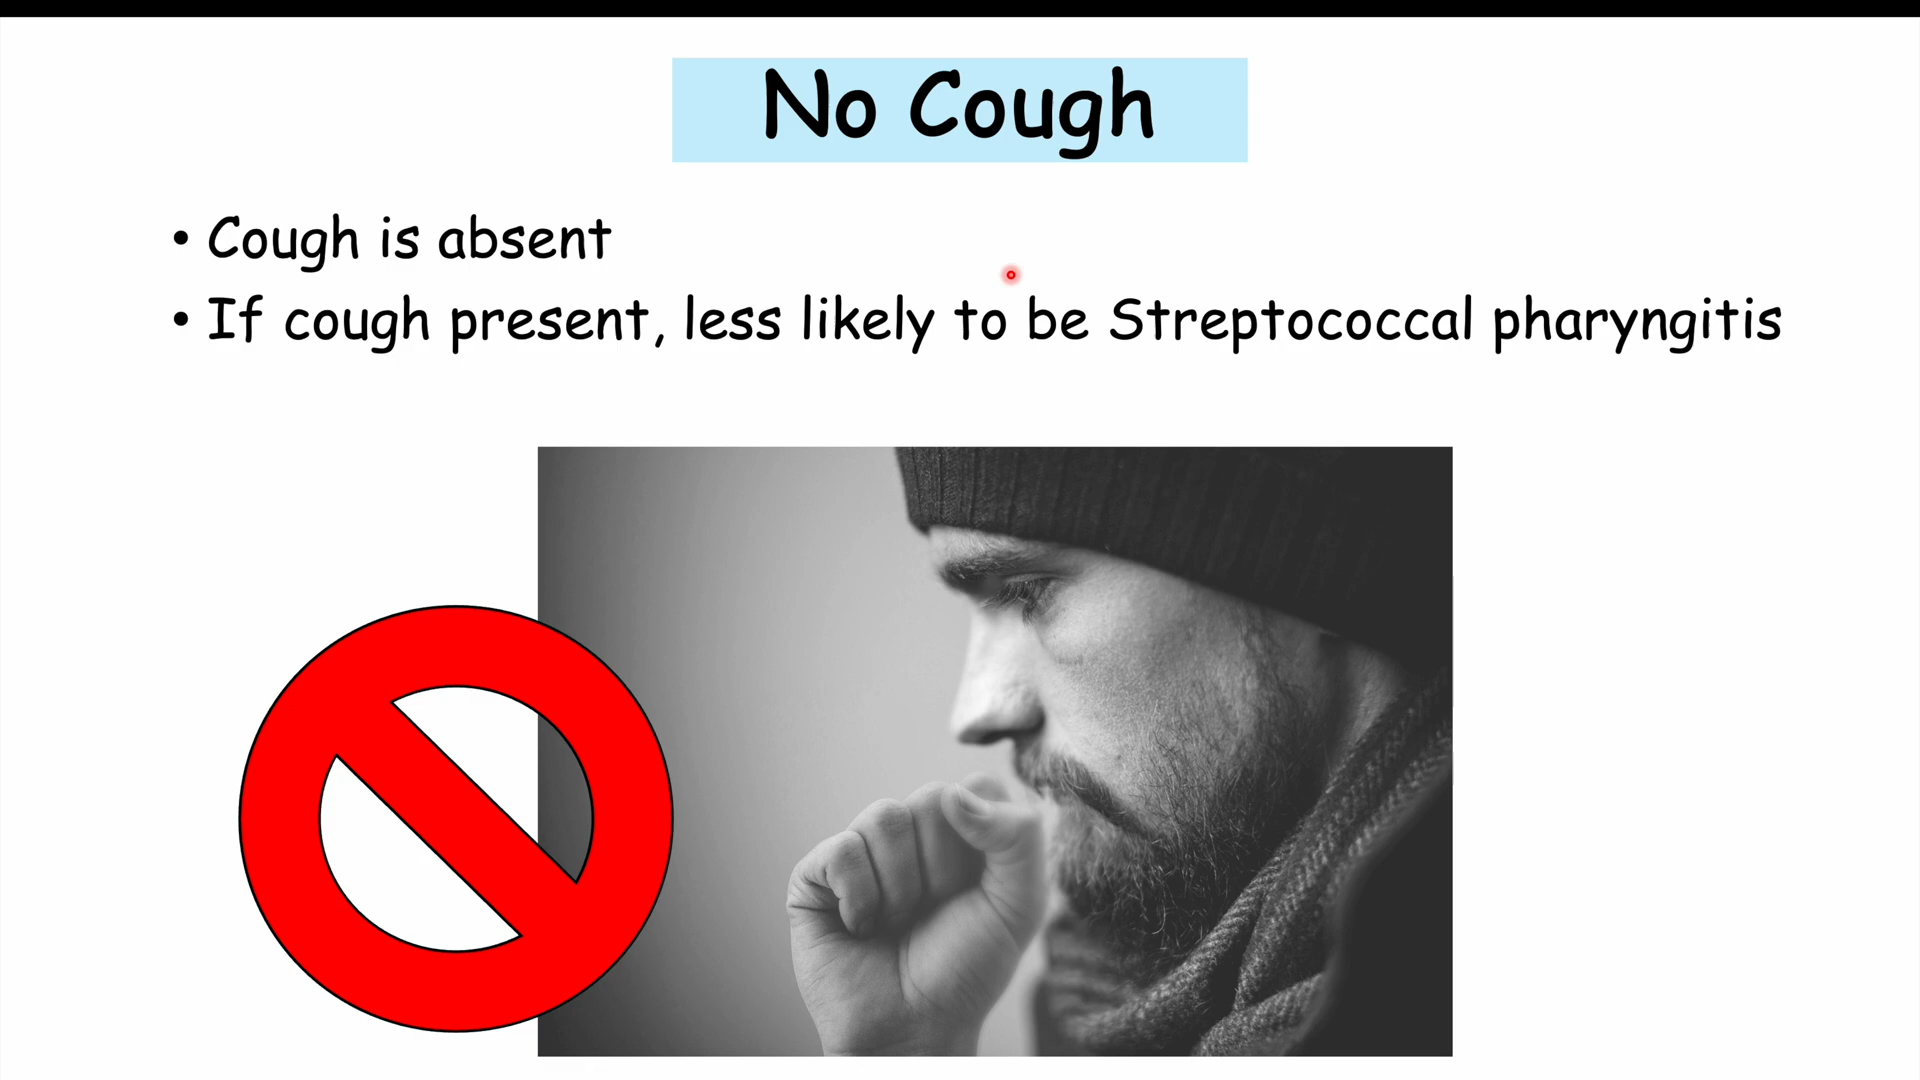 No Cough
• Cough is absent
• If cough present, less likely to be Streptococcal pharyngitis